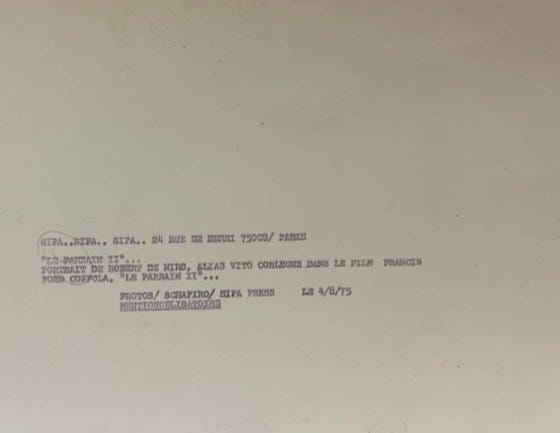 SIPA..SIPA.. SIPA.. 24 RUE DE BERRI 75008/ PARIS
"LE PARRAIN II"...
PORTRAIT DE ROBERT DE NIRO, ALIAS VITO CORLEONE DANS LE FILM FRANCIS
FORD COPPOLA, "LE PARRAIN II"...
PHOTOS/ SCHAPIRO/ SIPA PRESS LE 4/8/75